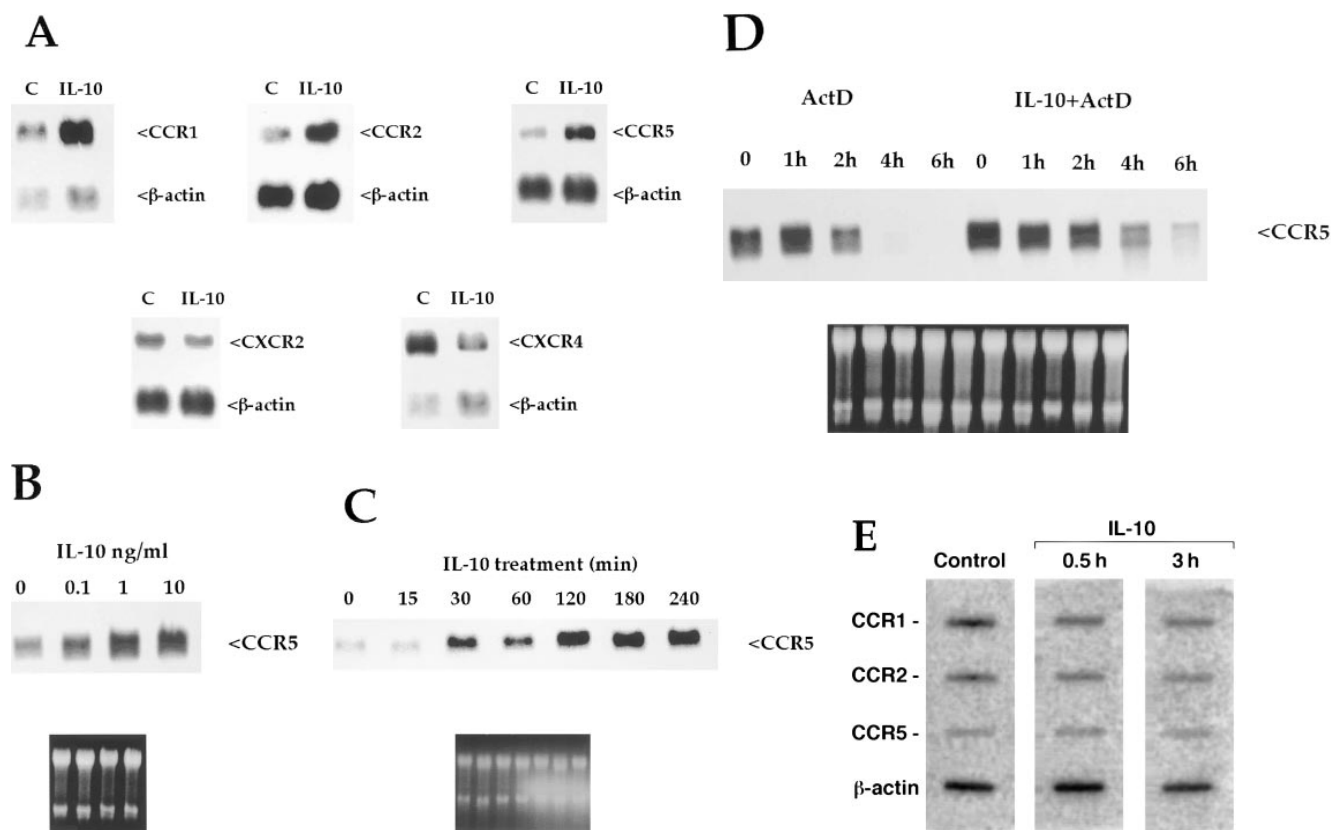 A
C IL-10
<CCR1
<β-actin
C IL-10
<CCR2
<β-actin
C IL-10
<CCR5
<β-actin
C IL-10
<CXCR2
<β-actin
C IL-10
<CXCR4
<β-actin
B
IL-10 ng/ml
0 0.1 1 10
<CCR5
C
IL-10 treatment (min)
0 15 30 60 120 180 240
<CCR5
D
ActD IL-10+ActD
0 1h 2h 4h 6h 0 1h 2h 4h 6h
<CCR5
E
IL-10
Control 0.5 h 3 h
CCR1 -
CCR2 -
CCR5 -
β-actin